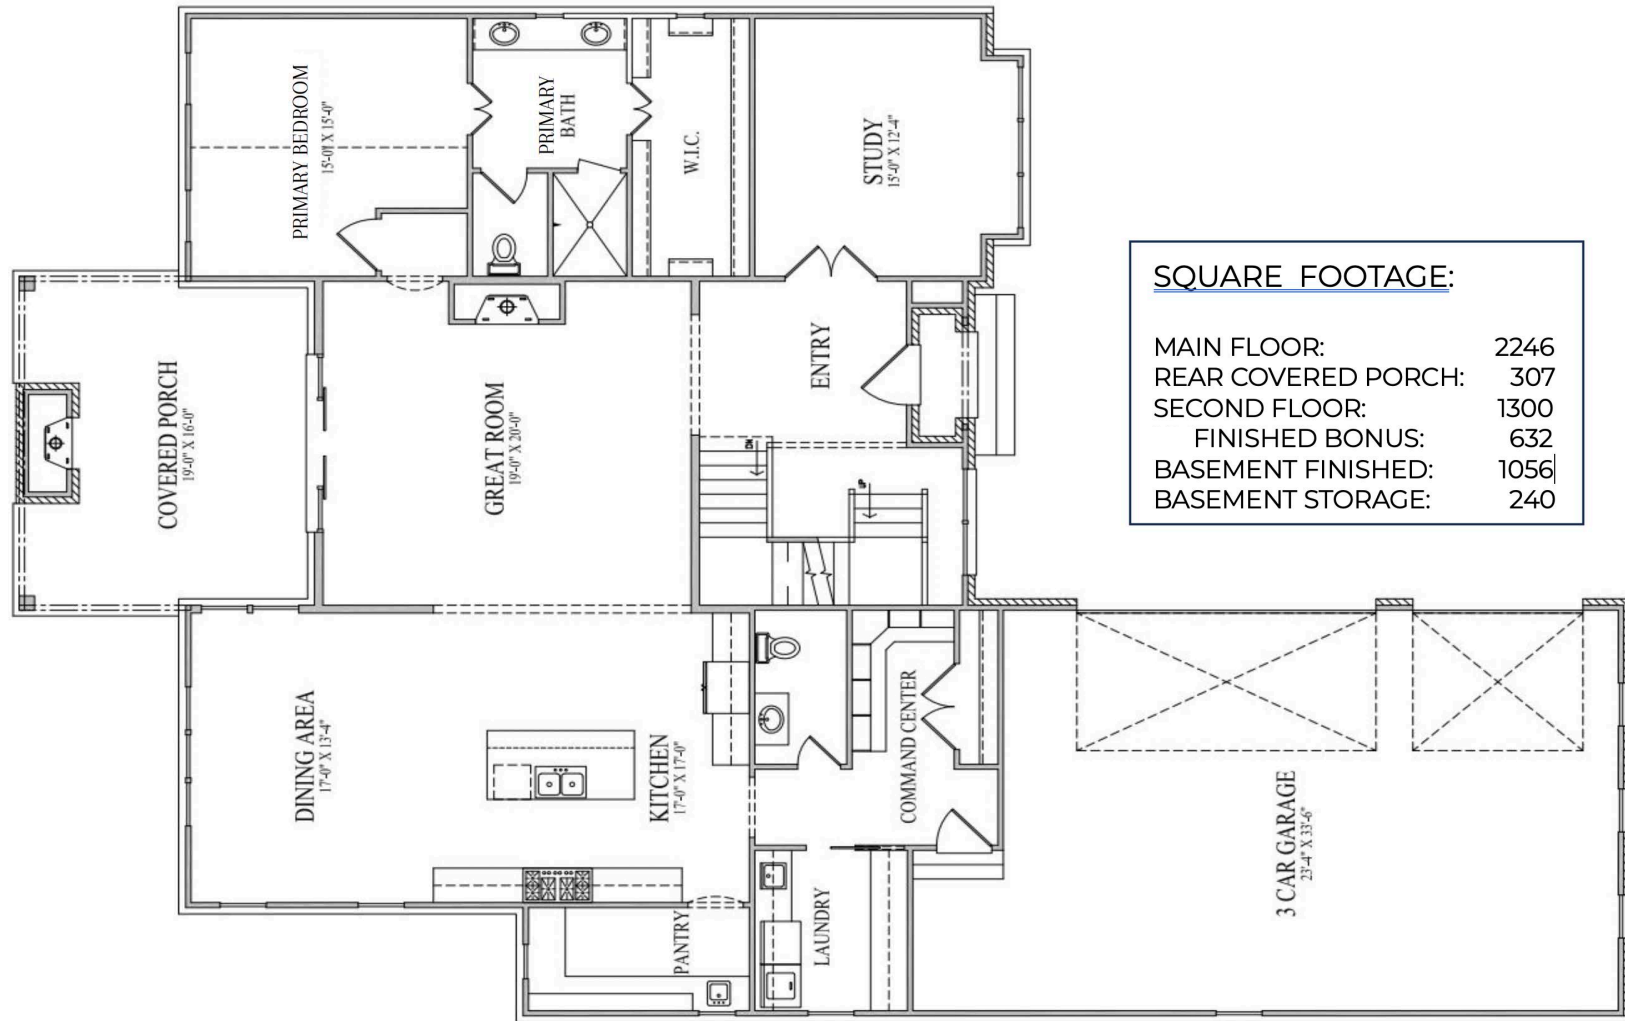 PRIMARY BEDROOM
15'-0" X 15'-0"
PRIMARY
BATH
W.I.C.
STUDY
15'-0" X 12'-4"
COVERED PORCH
19'-0" X 16'-0"
GREAT ROOM
19'-0" X 20'-0"
ENTRY
DN
UP
DINING AREA
17'-0" X 13'-4"
KITCHEN
17'-0" X 17'-0"
COMMAND CENTER
PANTRY
LAUNDRY
3 CAR GARAGE
23'-4" X 33'-6"
SQUARE FOOTAGE:
MAIN FLOOR: 2246
REAR COVERED PORCH: 307
SECOND FLOOR: 1300
FINISHED BONUS: 632
BASEMENT FINISHED: 1056
BASEMENT STORAGE: 240